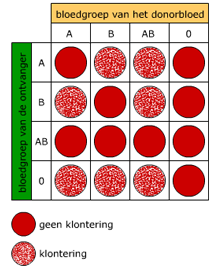 bloedgroep van het donorbloed
A B AB 0
bloedgroep van de ontvanger
A
B
AB
0
geen klontering
klontering